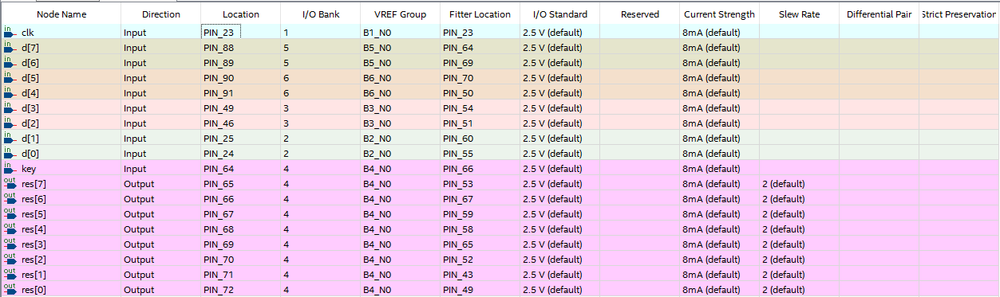 Node Name Direction Location I/O Bank VREF Group Fitter Location I/O Standard Reserved Current Strength Slew Rate Differential Pair Strict Preservation
in clk Input PIN_23 1 B1_N0 PIN_23 2.5 V (default) 8mA (default)
in d[7] Input PIN_88 5 B5_N0 PIN_64 2.5 V (default) 8mA (default)
in d[6] Input PIN_89 5 B5_N0 PIN_69 2.5 V (default) 8mA (default)
in d[5] Input PIN_90 6 B6_N0 PIN_70 2.5 V (default) 8mA (default)
in d[4] Input PIN_91 6 B6_N0 PIN_50 2.5 V (default) 8mA (default)
in d[3] Input PIN_49 3 B3_N0 PIN_54 2.5 V (default) 8mA (default)
in d[2] Input PIN_46 3 B3_N0 PIN_51 2.5 V (default) 8mA (default)
in d[1] Input PIN_25 2 B2_N0 PIN_60 2.5 V (default) 8mA (default)
in d[0] Input PIN_24 2 B2_N0 PIN_55 2.5 V (default) 8mA (default)
in key Input PIN_64 4 B4_N0 PIN_66 2.5 V (default) 8mA (default)
out res[7] Output PIN_65 4 B4_N0 PIN_53 2.5 V (default) 8mA (default) 2 (default)
out res[6] Output PIN_66 4 B4_N0 PIN_67 2.5 V (default) 8mA (default) 2 (default)
out res[5] Output PIN_67 4 B4_N0 PIN_59 2.5 V (default) 8mA (default) 2 (default)
out res[4] Output PIN_68 4 B4_N0 PIN_58 2.5 V (default) 8mA (default) 2 (default)
out res[3] Output PIN_69 4 B4_N0 PIN_65 2.5 V (default) 8mA (default) 2 (default)
out res[2] Output PIN_70 4 B4_N0 PIN_52 2.5 V (default) 8mA (default) 2 (default)
out res[1] Output PIN_71 4 B4_N0 PIN_43 2.5 V (default) 8mA (default) 2 (default)
out res[0] Output PIN_72 4 B4_N0 PIN_49 2.5 V (default) 8mA (default) 2 (default)